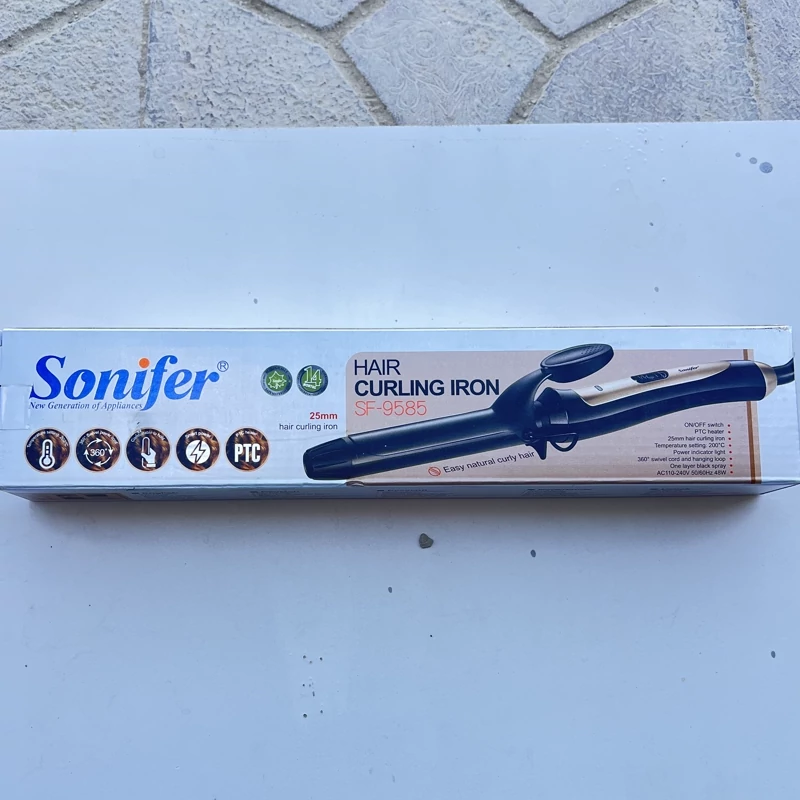 Sonifer®
New Generation of Appliances
14
25mm
hair curling iron
360°
PTC
HAIR
CURLING IRON
SF-9585
Easy natural curly hair
Sonifer
ON/OFF switch
PTC heater
25mm hair curling iron
Temperature setting: 200°C
Power indicator light
360° swivel cord and hanging loop
One layer black spray
AC110-240V 50/60Hz 48W